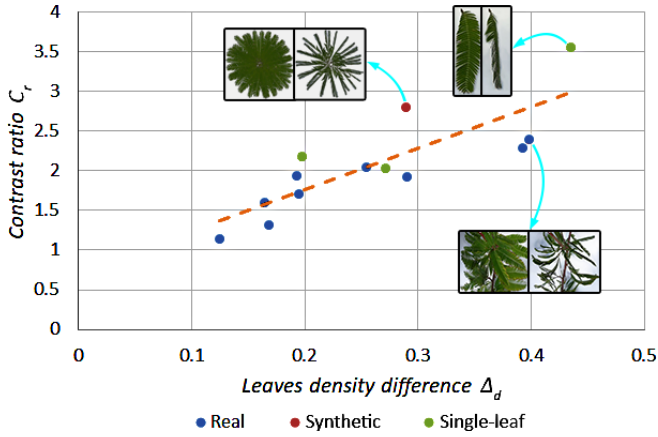 4
3.5
3
2.5
2
1.5
1
0.5
0
Contrast ratio C_r
0 0.1 0.2 0.3 0.4 0.5
Leaves density difference Δ_d
Real Synthetic Single-leaf